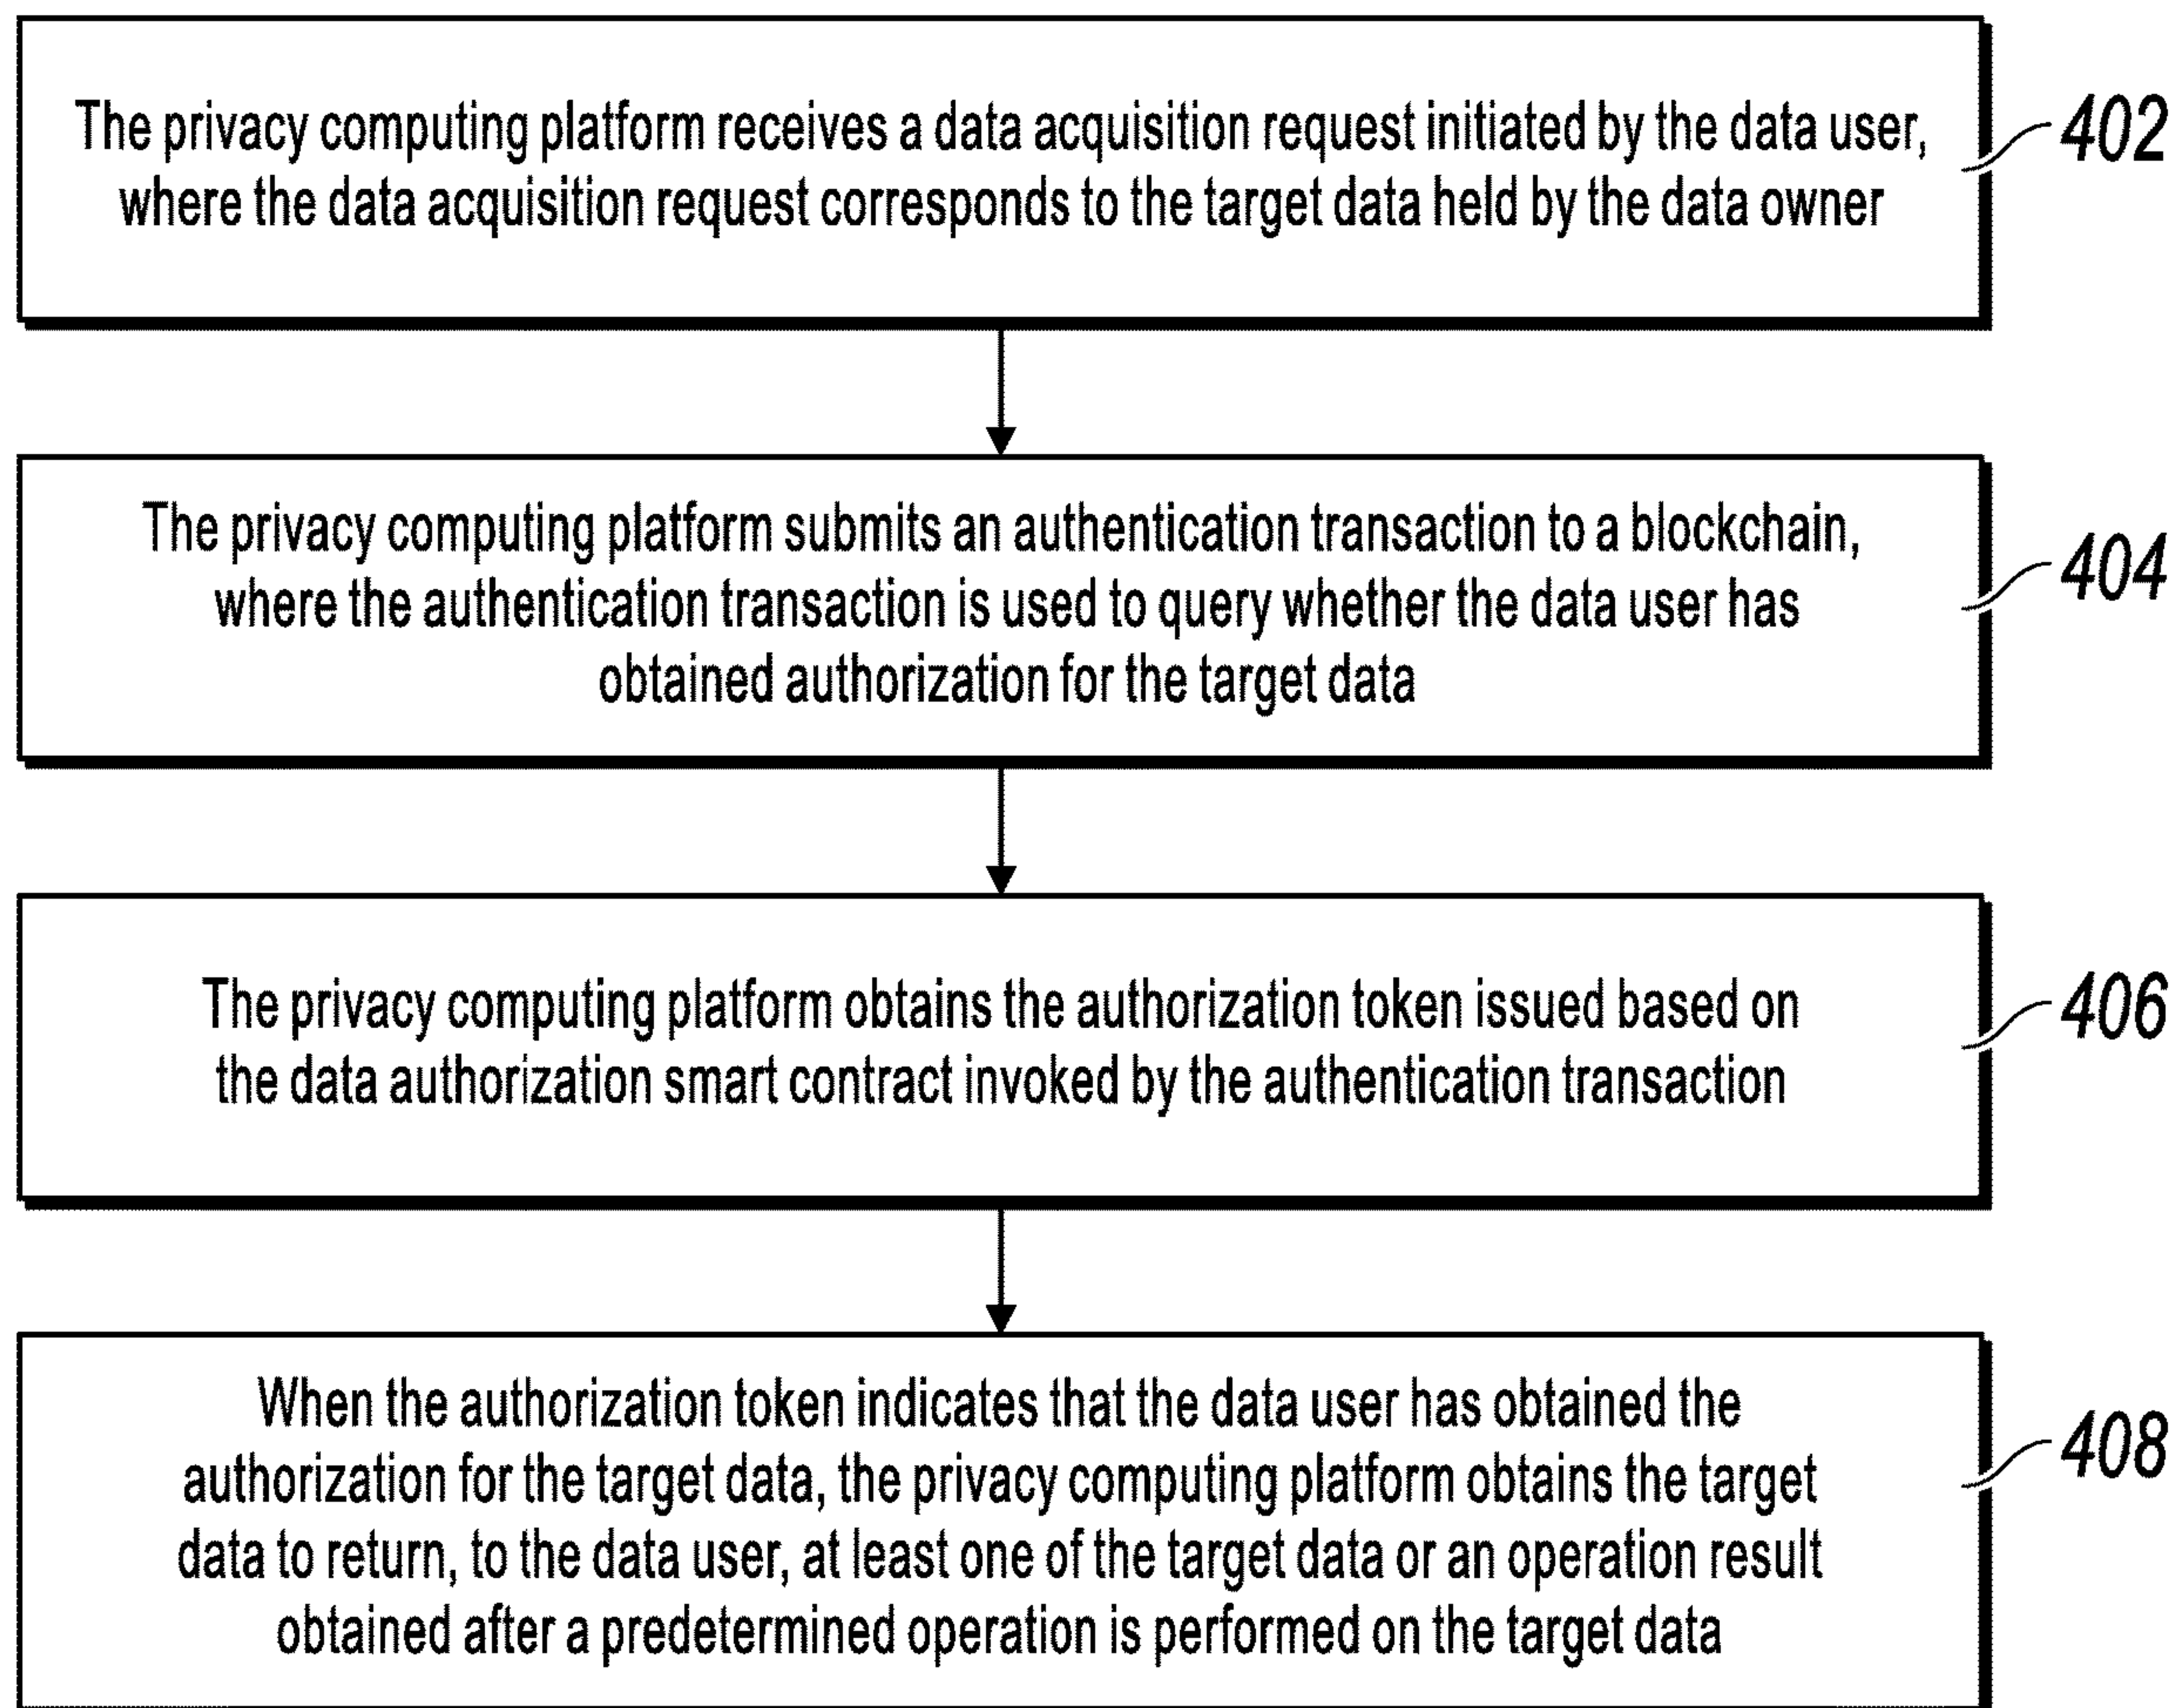 The privacy computing platform receives a data acquisition request initiated by the data user,
where the data acquisition request corresponds to the target data held by the data owner
402
The privacy computing platform submits an authentication transaction to a blockchain,
where the authentication transaction is used to query whether the data user has
obtained authorization for the target data
404
The privacy computing platform obtains the authorization token issued based on
the data authorization smart contract invoked by the authentication transaction
406
When the authorization token indicates that the data user has obtained the
authorization for the target data, the privacy computing platform obtains the target
data to return, to the data user, at least one of the target data or an operation result
obtained after a predetermined operation is performed on the target data
408